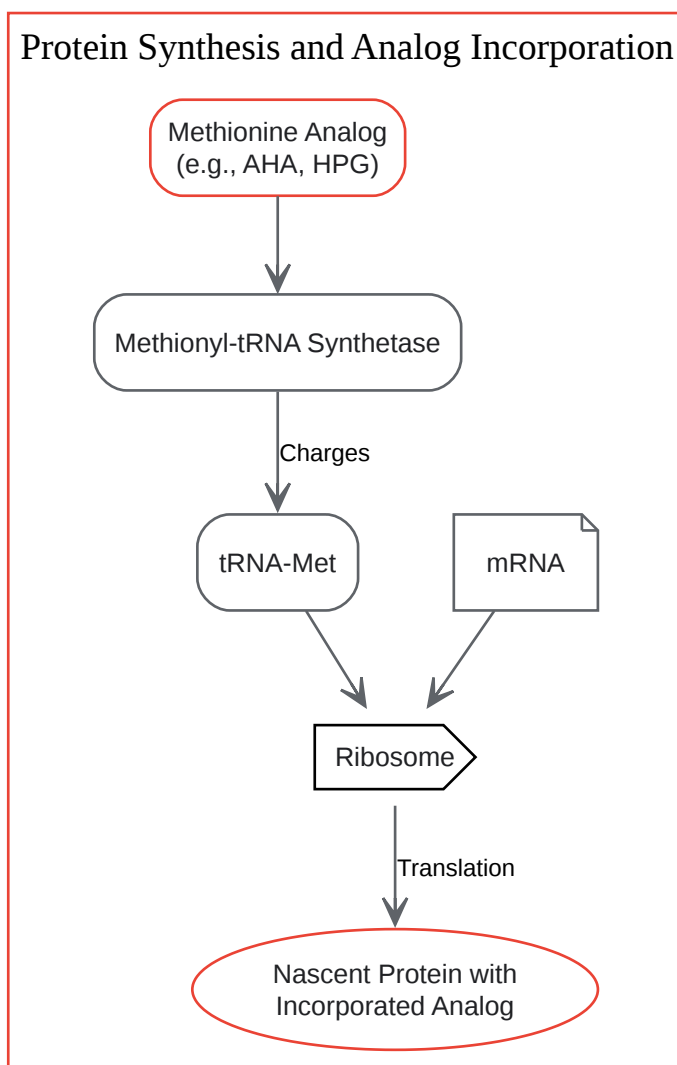 Protein Synthesis and Analog Incorporation
Methionine Analog
(e.g., AHA, HPG)
Methionyl-tRNA Synthetase
Charges
tRNA-Met
mRNA
Ribosome
Translation
Nascent Protein with
Incorporated Analog